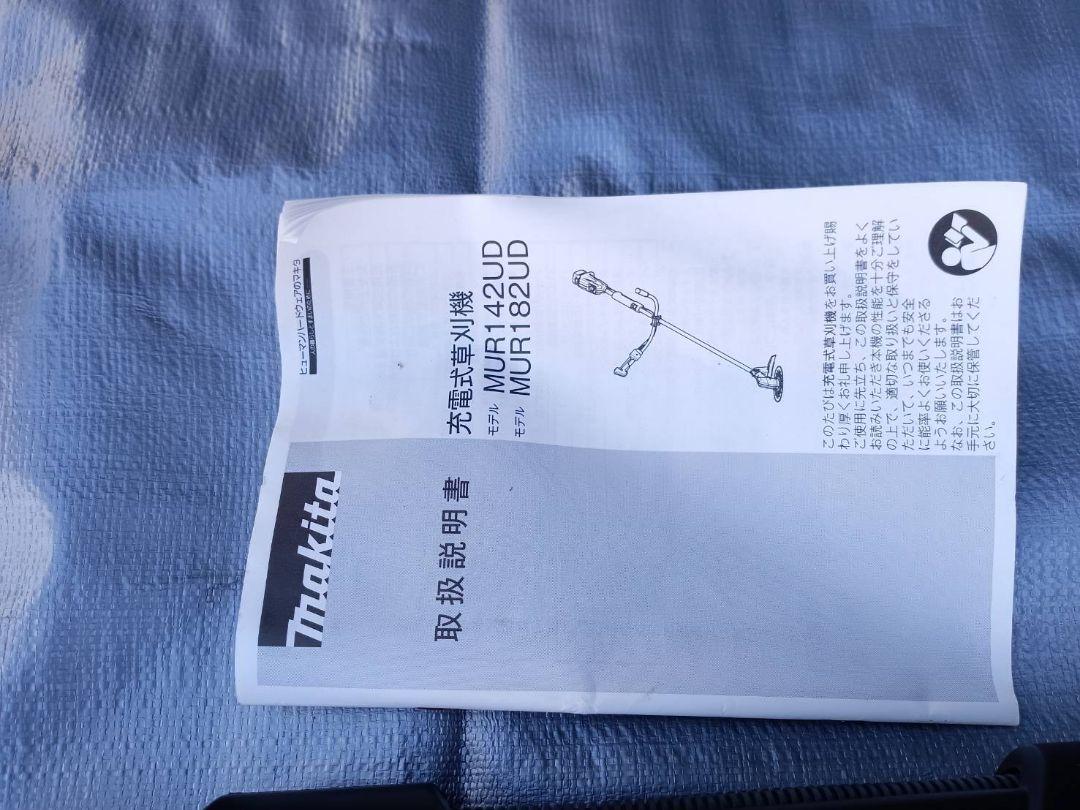 makita
取扱説明書
ヒューマンハードウェアのマキタ
充電式草刈機
モデル MUR142UD
モデル MUR182UD
このたびは充電式草刈機をお買い上げ賜
わり厚くお礼申し上げます。
ご使用に先立ち、この取扱説明書をよく
お読みいただき本機の性能を十分ご理解
の上で、適切な取り扱いと保守をしてい
ただいて、いつまでも安全
に能率よくお使いくださる
ようお願いいたします。
なお、この取扱説明書はお
手元に大切に保管してくだ
さい。